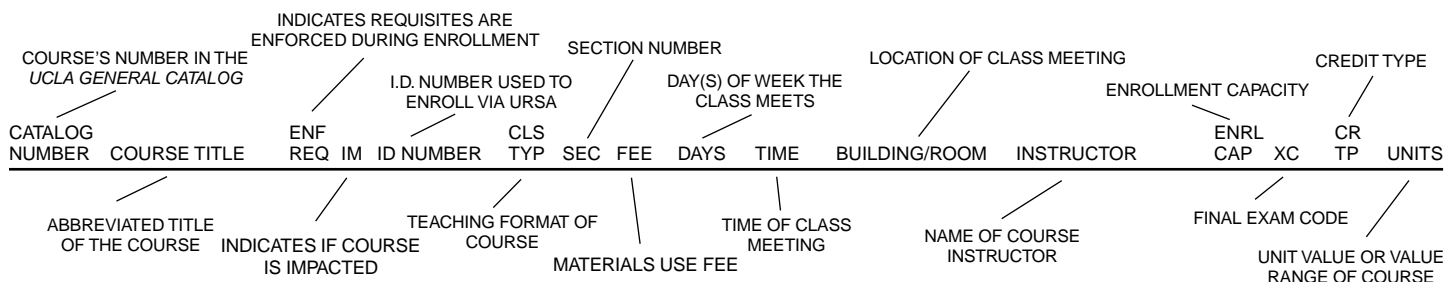 INDICATES REQUISITES ARE
ENFORCED DURING ENROLLMENT
COURSE'S NUMBER IN THE
UCLA GENERAL CATALOG
I.D. NUMBER USED TO
ENROLL VIA URSA
SECTION NUMBER
DAY(S) OF WEEK THE
CLASS MEETS
LOCATION OF CLASS MEETING
ENROLLMENT CAPACITY
CREDIT TYPE
CATALOG ENF CLS ENRL CR
NUMBER COURSE TITLE REQ IM ID NUMBER TYP SEC FEE DAYS TIME BUILDING/ROOM INSTRUCTOR CAP XC TP UNITS
ABBREVIATED TITLE
OF THE COURSE
INDICATES IF COURSE
IS IMPACTED
TEACHING FORMAT OF
COURSE
MATERIALS USE FEE
TIME OF CLASS
MEETING
NAME OF COURSE
INSTRUCTOR
FINAL EXAM CODE
UNIT VALUE OR VALUE
RANGE OF COURSE